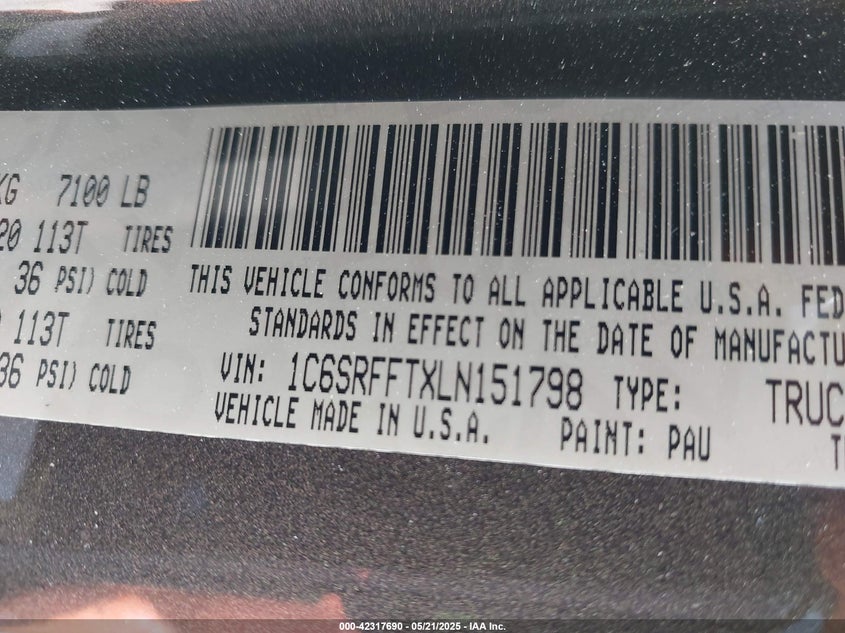 KG 7100 LB
20 113T TIRES
36 PSI) COLD
113T TIRES
36 PSI) COLD
THIS VEHICLE CONFORMS TO ALL APPLICABLE U.S.A. FED
STANDARDS IN EFFECT ON THE DATE OF MANUFACTU
VIN: 1C6SRFFTXLN151798 TYPE: TRUC
VEHICLE MADE IN U.S.A. PAINT: PAU
000-42317690 - 05/21/2025 - IAA Inc.